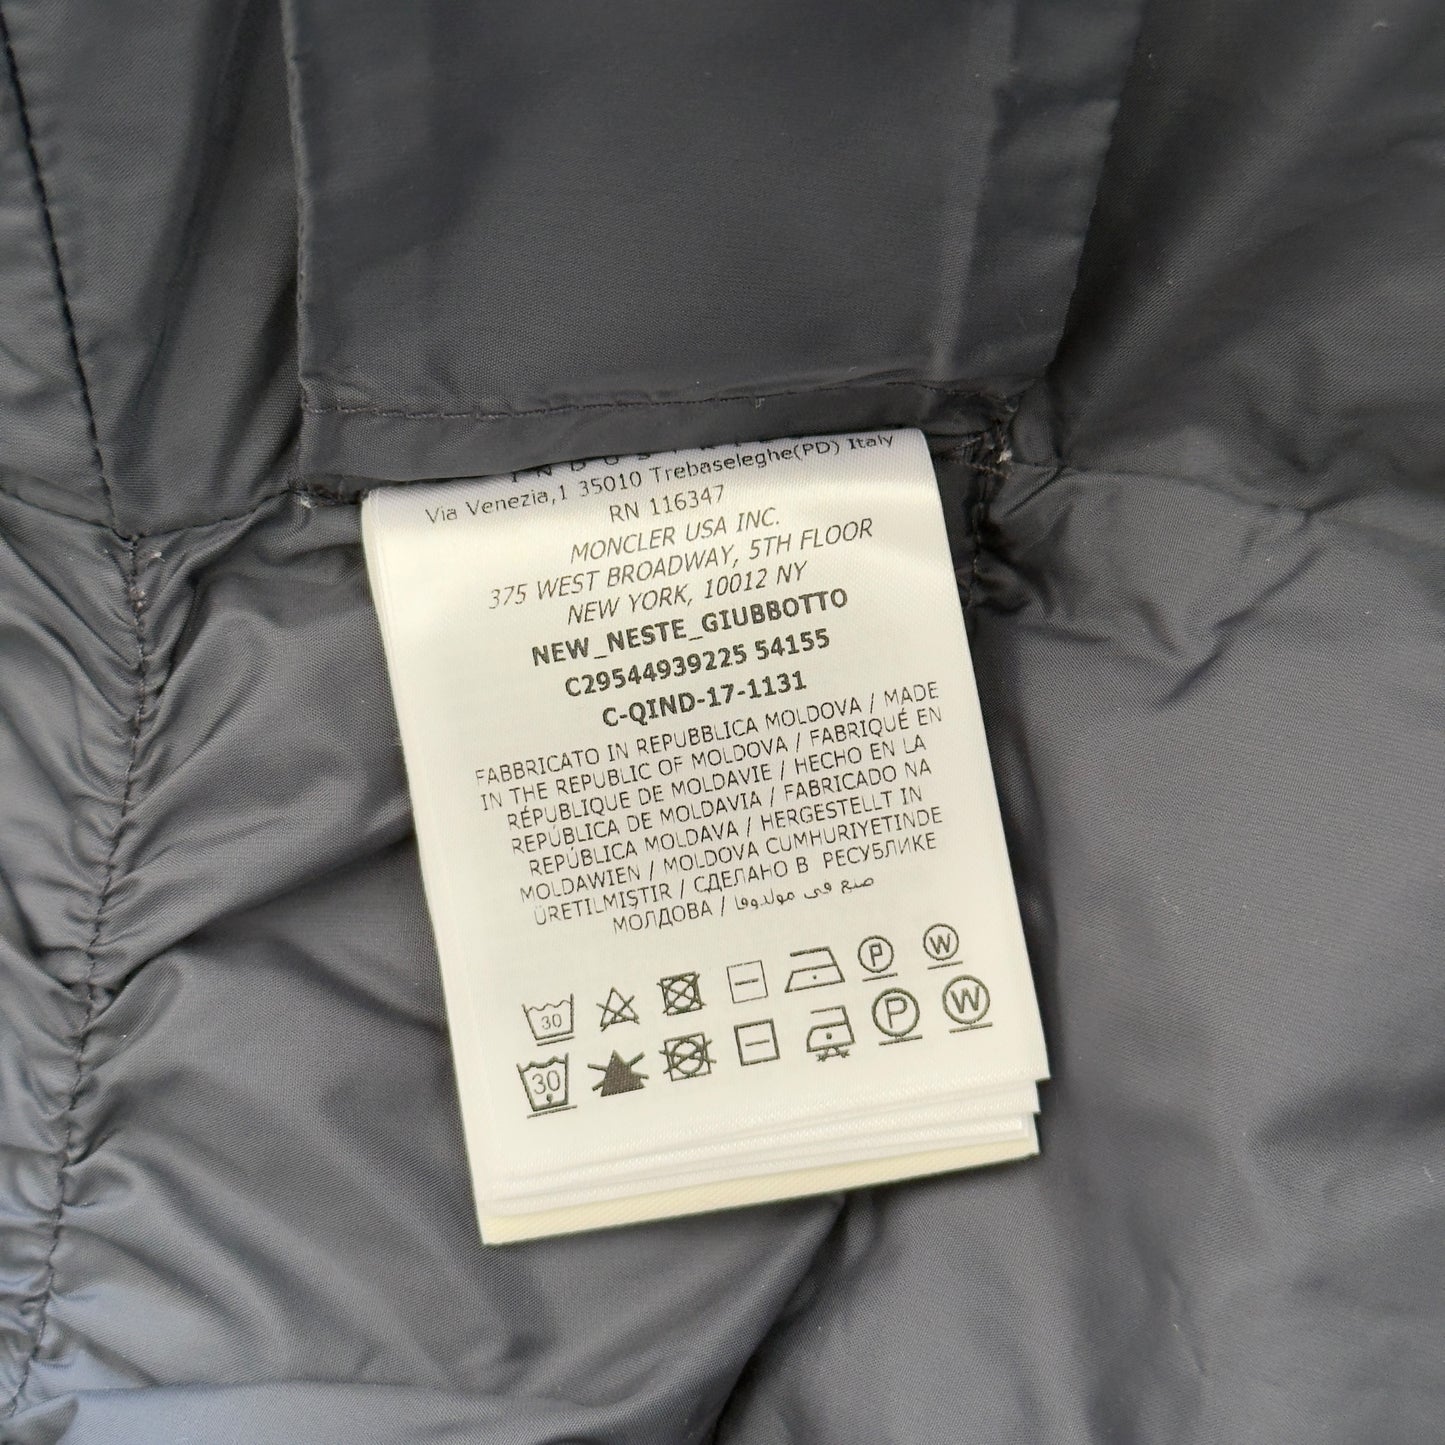 INDUSTRIE
Via Venezia,1 35010 Trebaseleghe(PD) Italy
RN 116347
MONCLER USA INC.
375 WEST BROADWAY, 5TH FLOOR
NEW YORK, 10012 NY
NEW_NESTE_GIUBBOTTO
C29544939225 54155
C-QIND-17-1131
FABBRICATO IN REPUBBLICA MOLDOVA / MADE
IN THE REPUBLIC OF MOLDOVA / FABRIQUÉ EN
RÉPUBLIQUE DE MOLDAVIE / HECHO EN LA
REPÚBLICA DE MOLDAVIA / FABRICADO NA
REPÚBLICA MOLDAVA / HERGESTELLT IN
MOLDAWIEN / MOLDOVA CUMHURIYETINDE
ÜRETILMIŞTIR / СДЕЛАНО В РЕСУБЛИКЕ
МОЛДОВА / صنع في مولدوفا
30 P W
30 P W